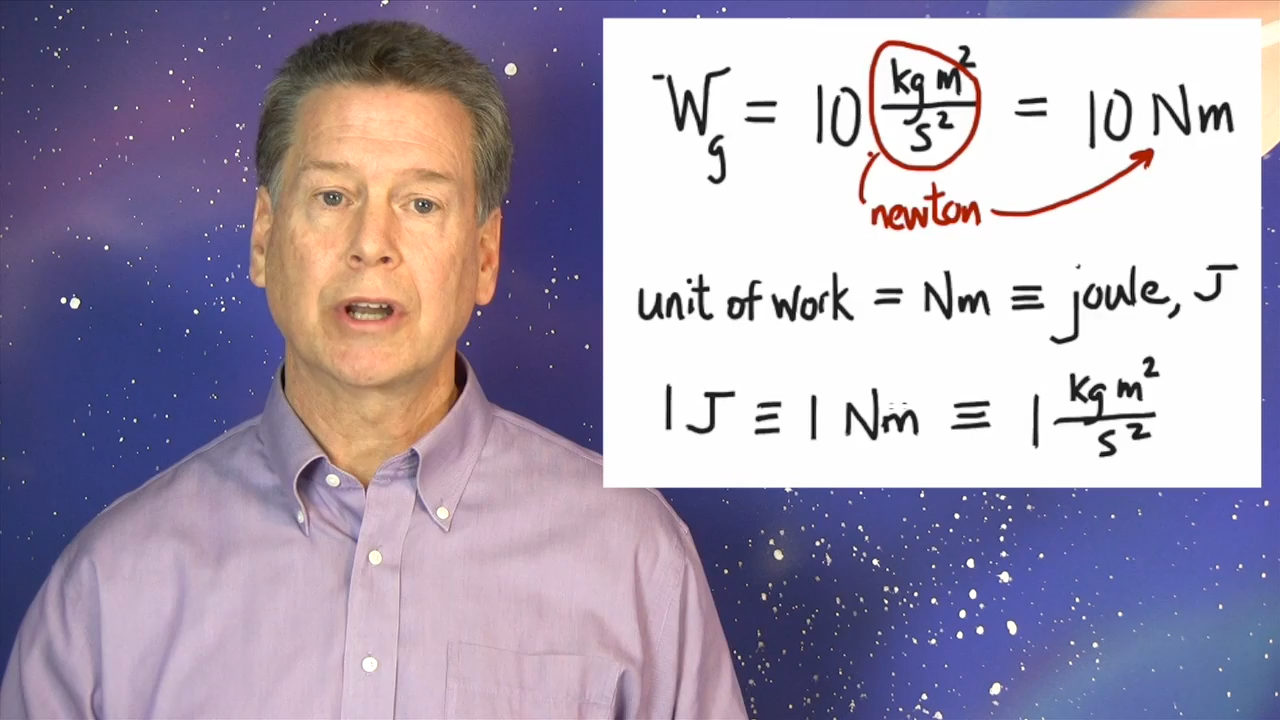 W_g = 10 kg m²/s² = 10 Nm
newton
unit of work = Nm ≡ joule, J
1 J ≡ 1 Nm ≡ 1 kg m²/s²